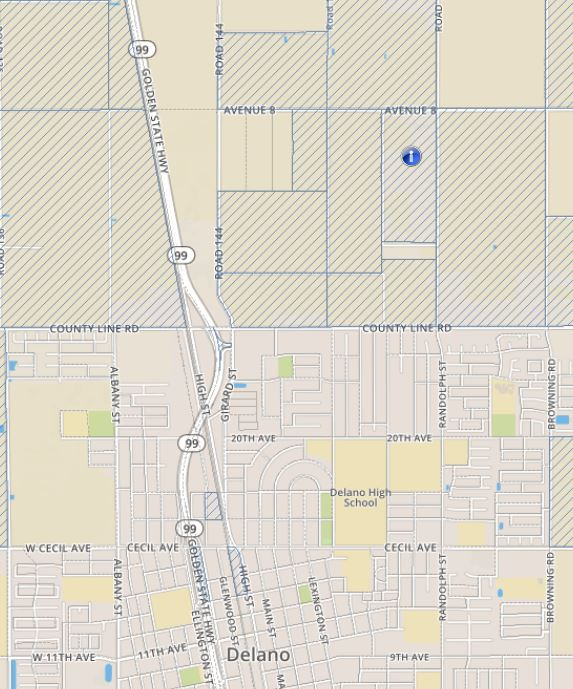 ROAD 144
Road
ROAD
99
GOLDEN STATE HWY
AVENUE 8
AVENUE 8
i
ROAD 144
99
COUNTY LINE RD
COUNTY LINE RD
ALBANY ST
HIGH ST
GIRARD ST
RANDOLPH ST
BROWNING RD
99
20TH AVE
20TH AVE
Delano High
School
99
W CECIL AVE
CECIL AVE
CECIL AVE
ALBANY ST
GOLDEN STATE HWY
HIGH ST
GLENWOOD ST
MAIN ST
LEXINGTON ST
RANDOLPH ST
BROWNING RD
ELLINGTON ST
W 11TH AVE
11TH AVE
Delano
9TH AVE
MA